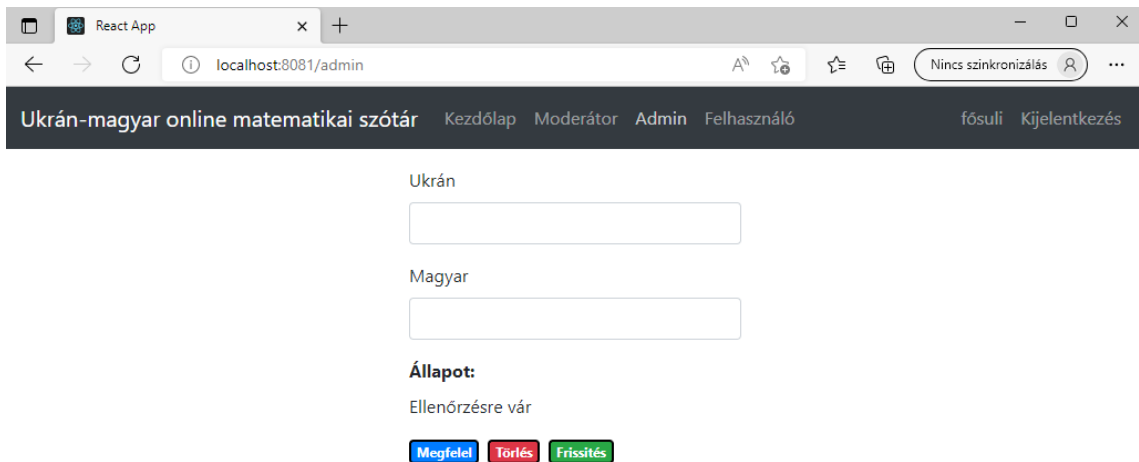 React App
localhost:8081/admin
Nincs szinkronizálás
Ukrán-magyar online matematikai szótár Kezdőlap Moderátor Admin Felhasználó fősuli Kijelentkezés
Ukrán
Magyar
Állapot:
Ellenőrzésre vár
Megfelel Törlés Frissítés